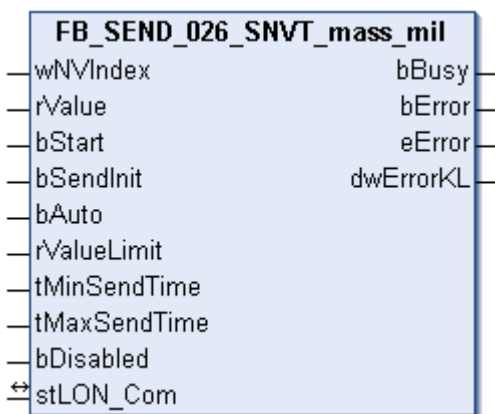 FB_SEND_026_SNVT_mass_mil
wNVIndex bBusy
rValue bError
bStart eError
bSendInit dwErrorKL
bAuto
rValueLimit
tMinSendTime
tMaxSendTime
bDisabled
stLON_Com